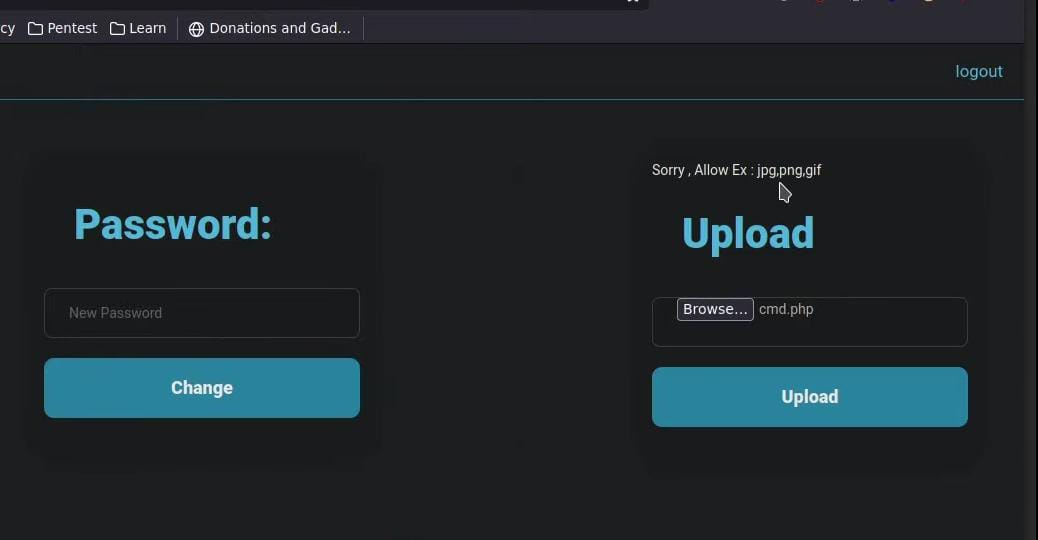 cy Pentest Learn Donations and Gad...
logout
Sorry , Allow Ex : jpg,png,gif
Password:
Upload
New Password
Browse... cmd.php
Change
Upload